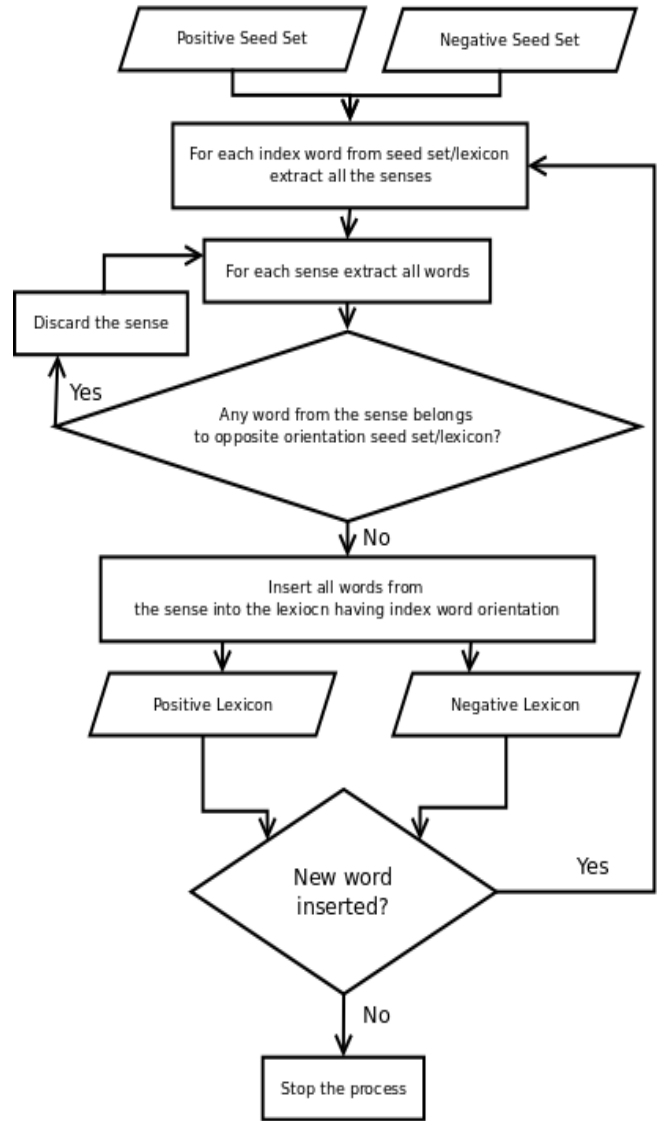 Positive Seed Set
Negative Seed Set
For each index word from seed set/lexicon
extract all the senses
For each sense extract all words
Discard the sense
Yes
Any word from the sense belongs
to opposite orientation seed set/lexicon?
No
Insert all words from
the sense into the lexiocn having index word orientation
Positive Lexicon
Negative Lexicon
New word
inserted?
Yes
No
Stop the process